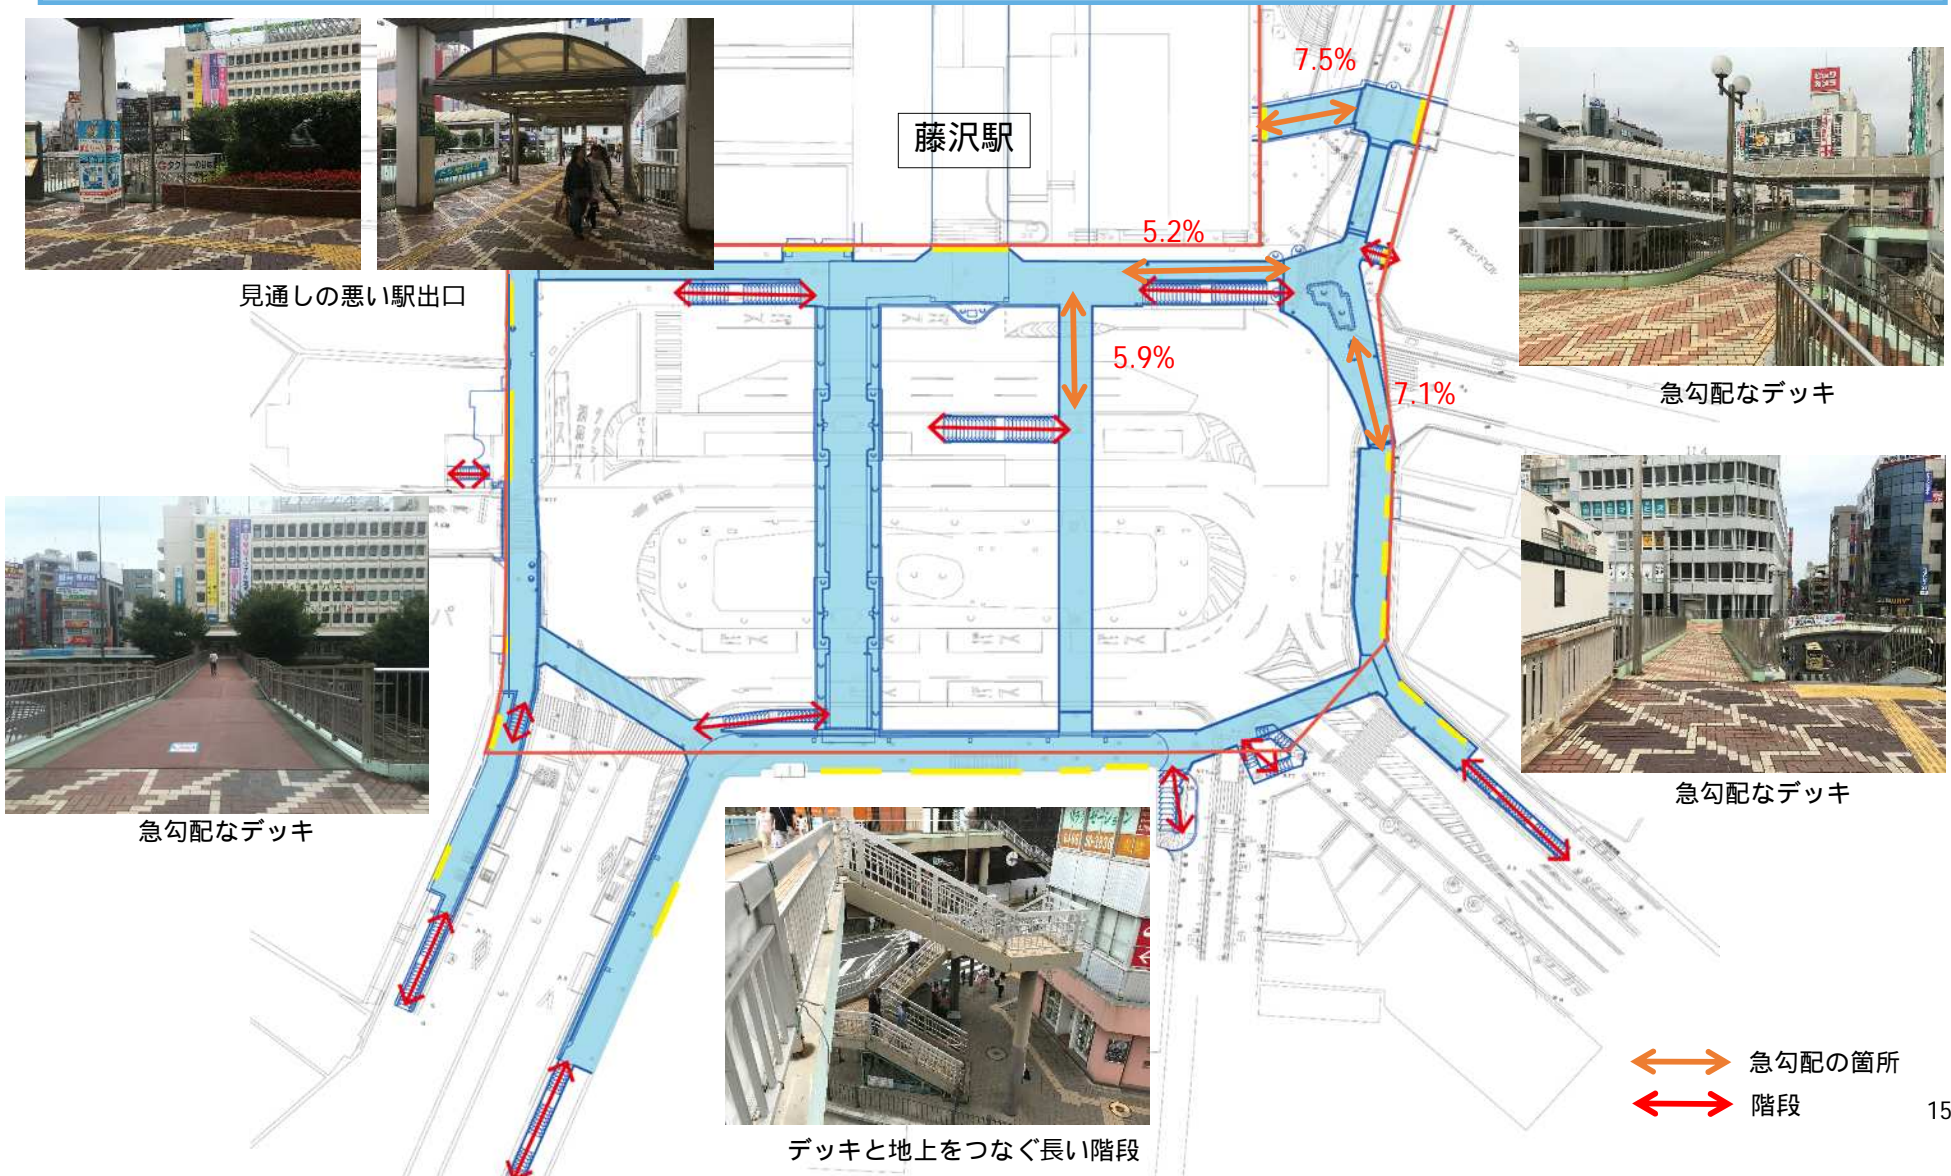 7.5%
藤沢駅
5.2%
見通しの悪い駅出口
5.9%
7.1%
急勾配なデッキ
急勾配なデッキ
急勾配なデッキ
デッキと地上をつなぐ長い階段
急勾配の箇所
階段
15